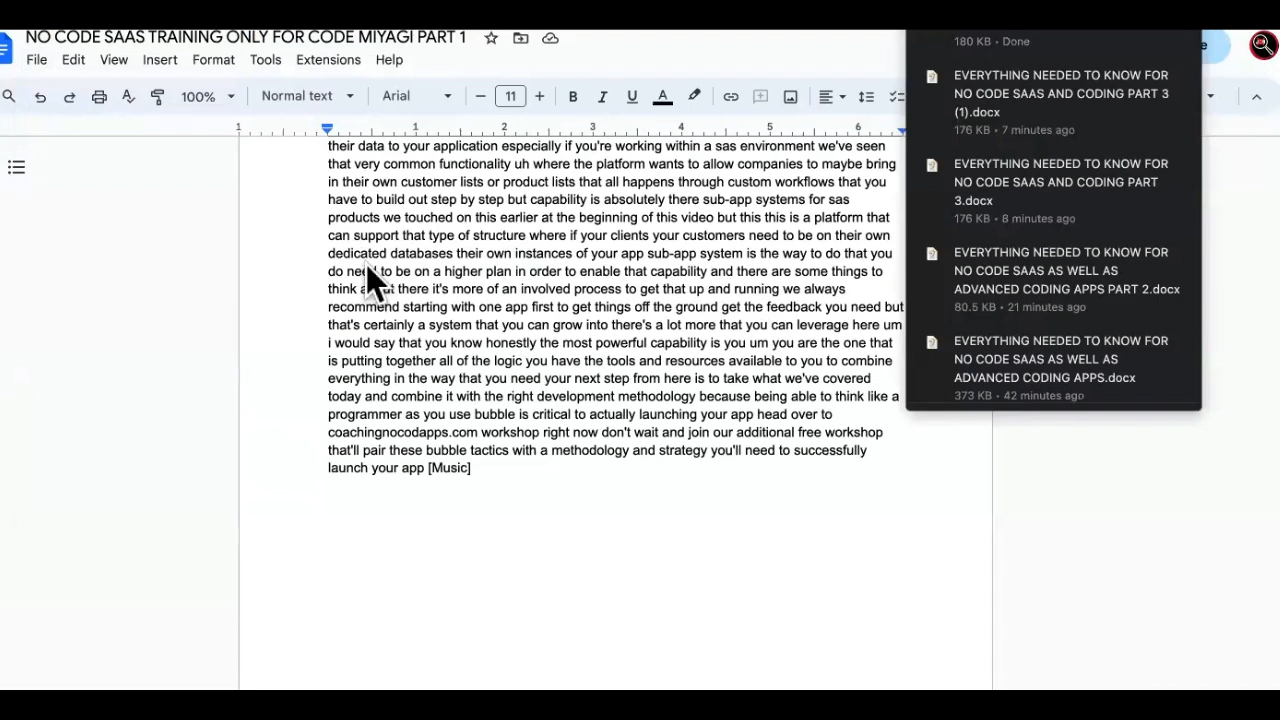 NO CODE SAAS TRAINING ONLY FOR CODE MIYAGI PART 1
File Edit View Insert Format Tools Extensions Help
100% Normal text Arial 11 B I U A
1 1 2 3 4 5 6
their data to your application especially if you're working within a sas environment we've seen
that very common functionality uh where the platform wants to allow companies to maybe bring
in their own customer lists or product lists that all happens through custom workflows that you
have to build out step by step but capability is absolutely there sub-app systems for sas
products we touched on this earlier at the beginning of this video but this this is a platform that
can support that type of structure where if your clients your customers need to be on their own
dedicated databases their own instances of your app sub-app system is the way to do that you
do need to be on a higher plan in order to enable that capability and there are some things to
think there it's more of an involved process to get that up and running we always
recommend starting with one app first to get things off the ground get the feedback you need but
that's certainly a system that you can grow into there's a lot more that you can leverage here um
i would say that you know honestly the most powerful capability is you um you are the one that
is putting together all of the logic you have the tools and resources available to you to combine
everything in the way that you need your next step from here is to take what we've covered
today and combine it with the right development methodology because being able to think like a
programmer as you use bubble is critical to actually launching your app head over to
coachingnocodapps.com workshop right now don't wait and join our additional free workshop
that'll pair these bubble tactics with a methodology and strategy you'll need to successfully
launch your app [Music]
180 KB • Done
EVERYTHING NEEDED TO KNOW FOR
NO CODE SAAS AND CODING PART 3
(1).docx
176 KB • 7 minutes ago
EVERYTHING NEEDED TO KNOW FOR
NO CODE SAAS AND CODING PART
3.docx
176 KB • 8 minutes ago
EVERYTHING NEEDED TO KNOW FOR
NO CODE SAAS AS WELL AS
ADVANCED CODING APPS PART 2.docx
80.5 KB • 21 minutes ago
EVERYTHING NEEDED TO KNOW FOR
NO CODE SAAS AS WELL AS
ADVANCED CODING APPS.docx
373 KB • 42 minutes ago